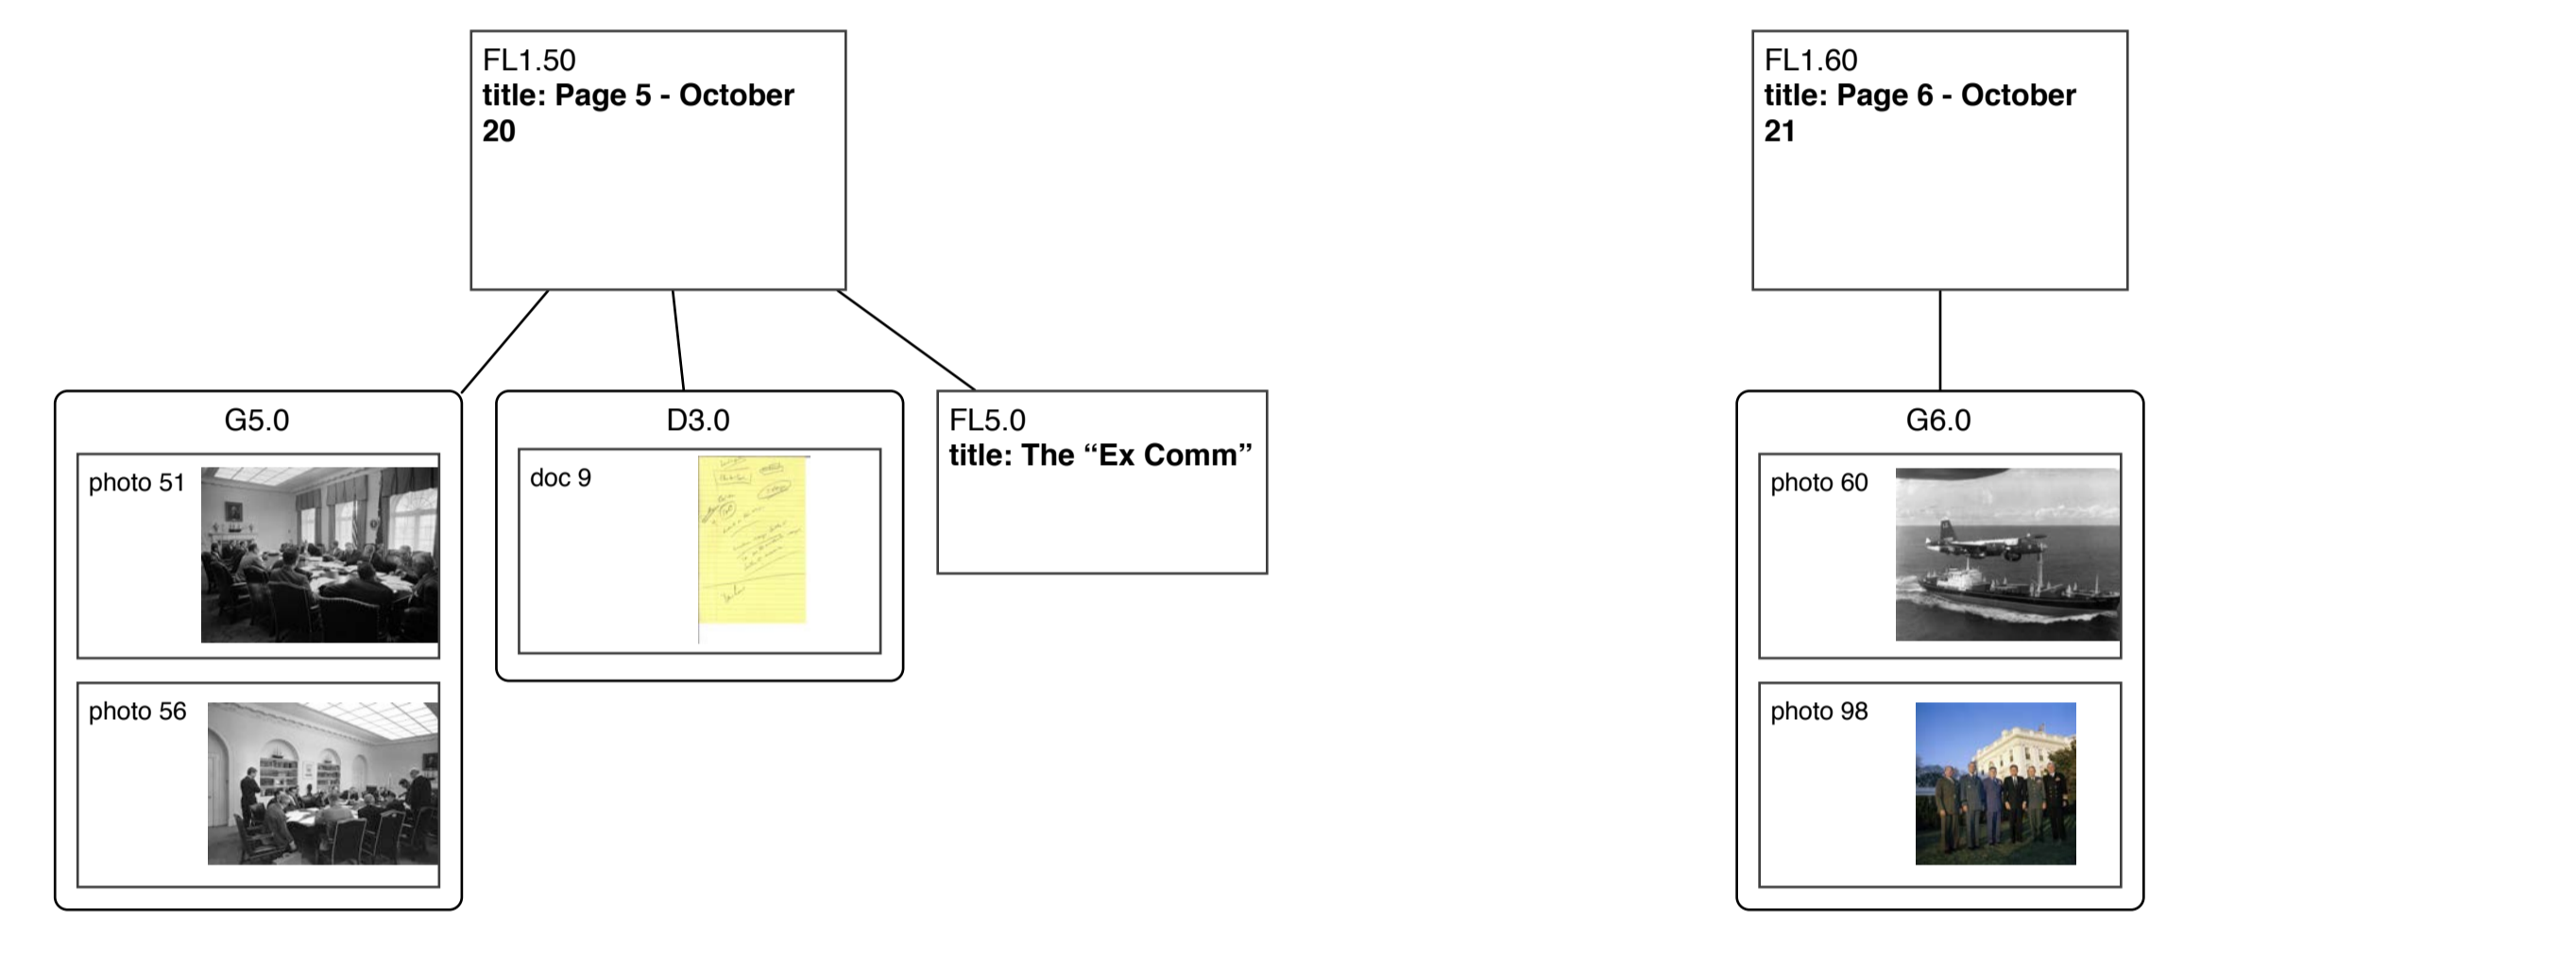 FL1.50
title: Page 5 - October
20
FL1.60
title: Page 6 - October
21
G5.0
photo 51
photo 56
D3.0
doc 9
FL5.0
title: The “Ex Comm”
G6.0
photo 60
photo 98